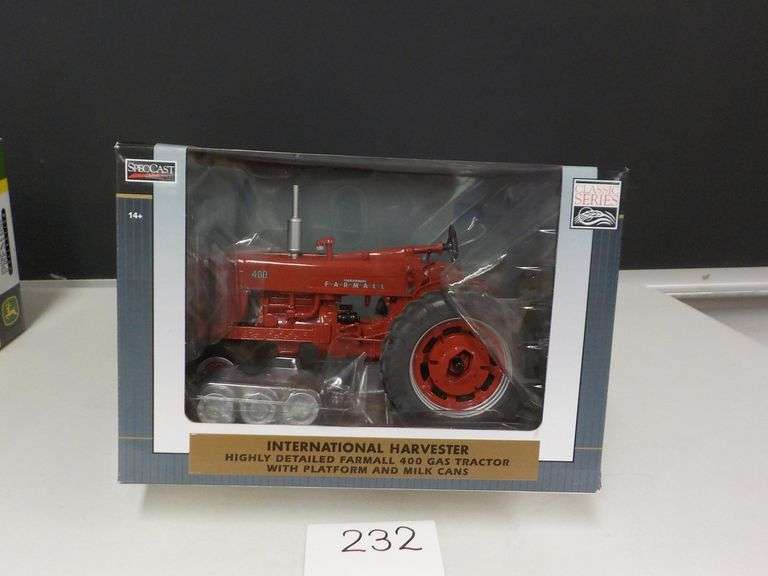 SPECCAST
14+
CLASSIC
SERIES
400
FARMALL
INTERNATIONAL HARVESTER
HIGHLY DETAILED FARMALL 400 GAS TRACTOR
WITH PLATFORM AND MILK CANS
232